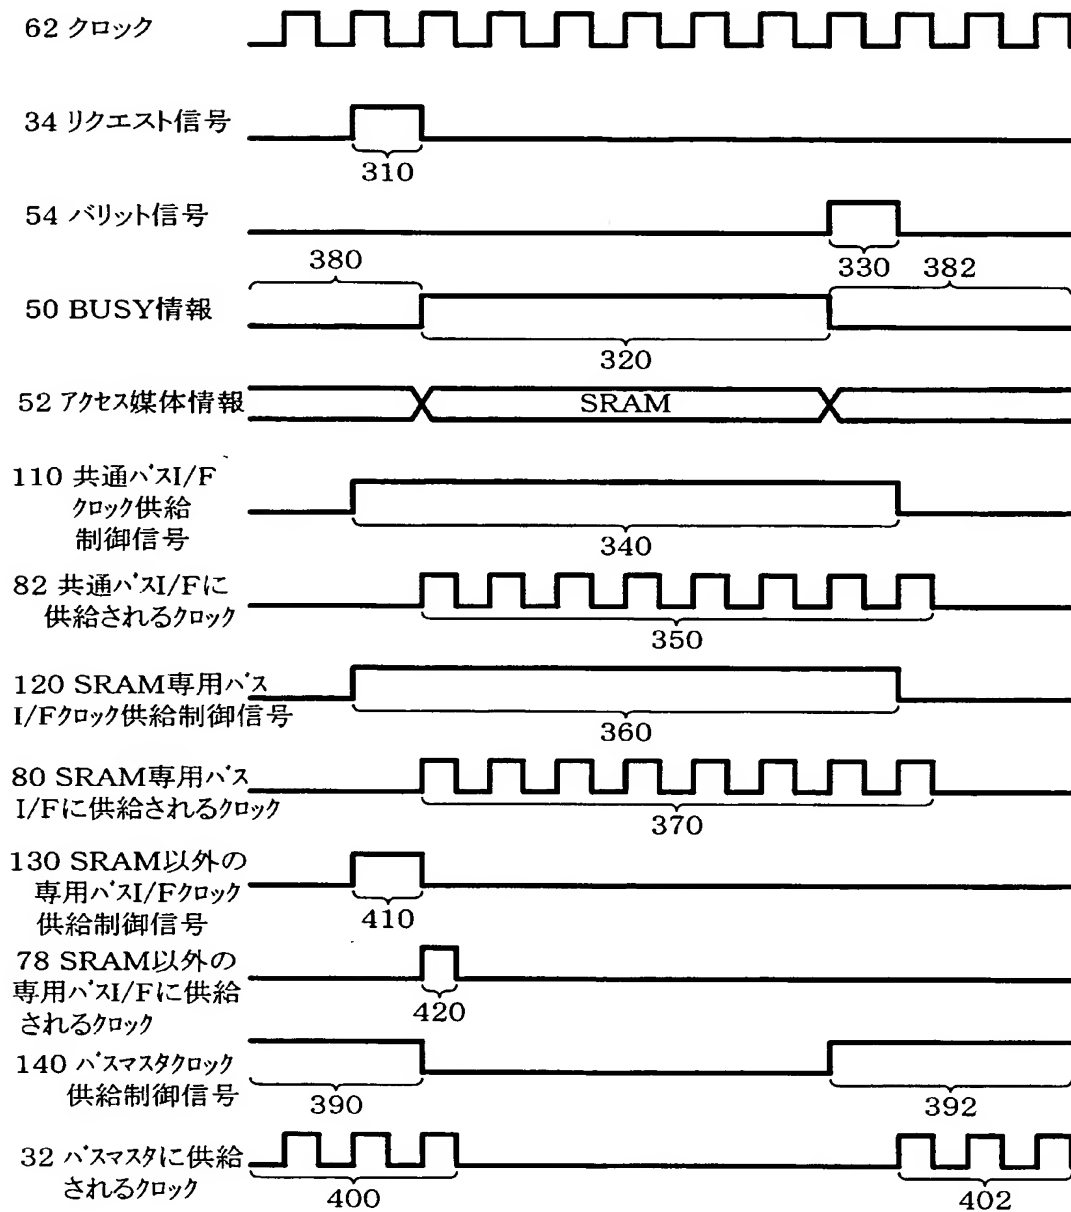 62 クロック
34 リクエスト信号
310
54 バリット信号
380
330
382
50 BUSY情報
320
52 アクセス媒体情報
SRAM
110 共通バスI/F
クロック供給
制御信号
340
82 共通バスI/Fに
供給されるクロック
350
120 SRAM専用バス
I/Fクロック供給制御信号
360
80 SRAM専用バス
I/Fに供給されるクロック
370
130 SRAM以外の
専用バスI/Fクロック
供給制御信号
410
78 SRAM以外の
専用バスI/Fに供給
されるクロック
420
140 バスマスタクロック
供給制御信号
390
392
32 バスマスタに供給
されるクロック
400
402